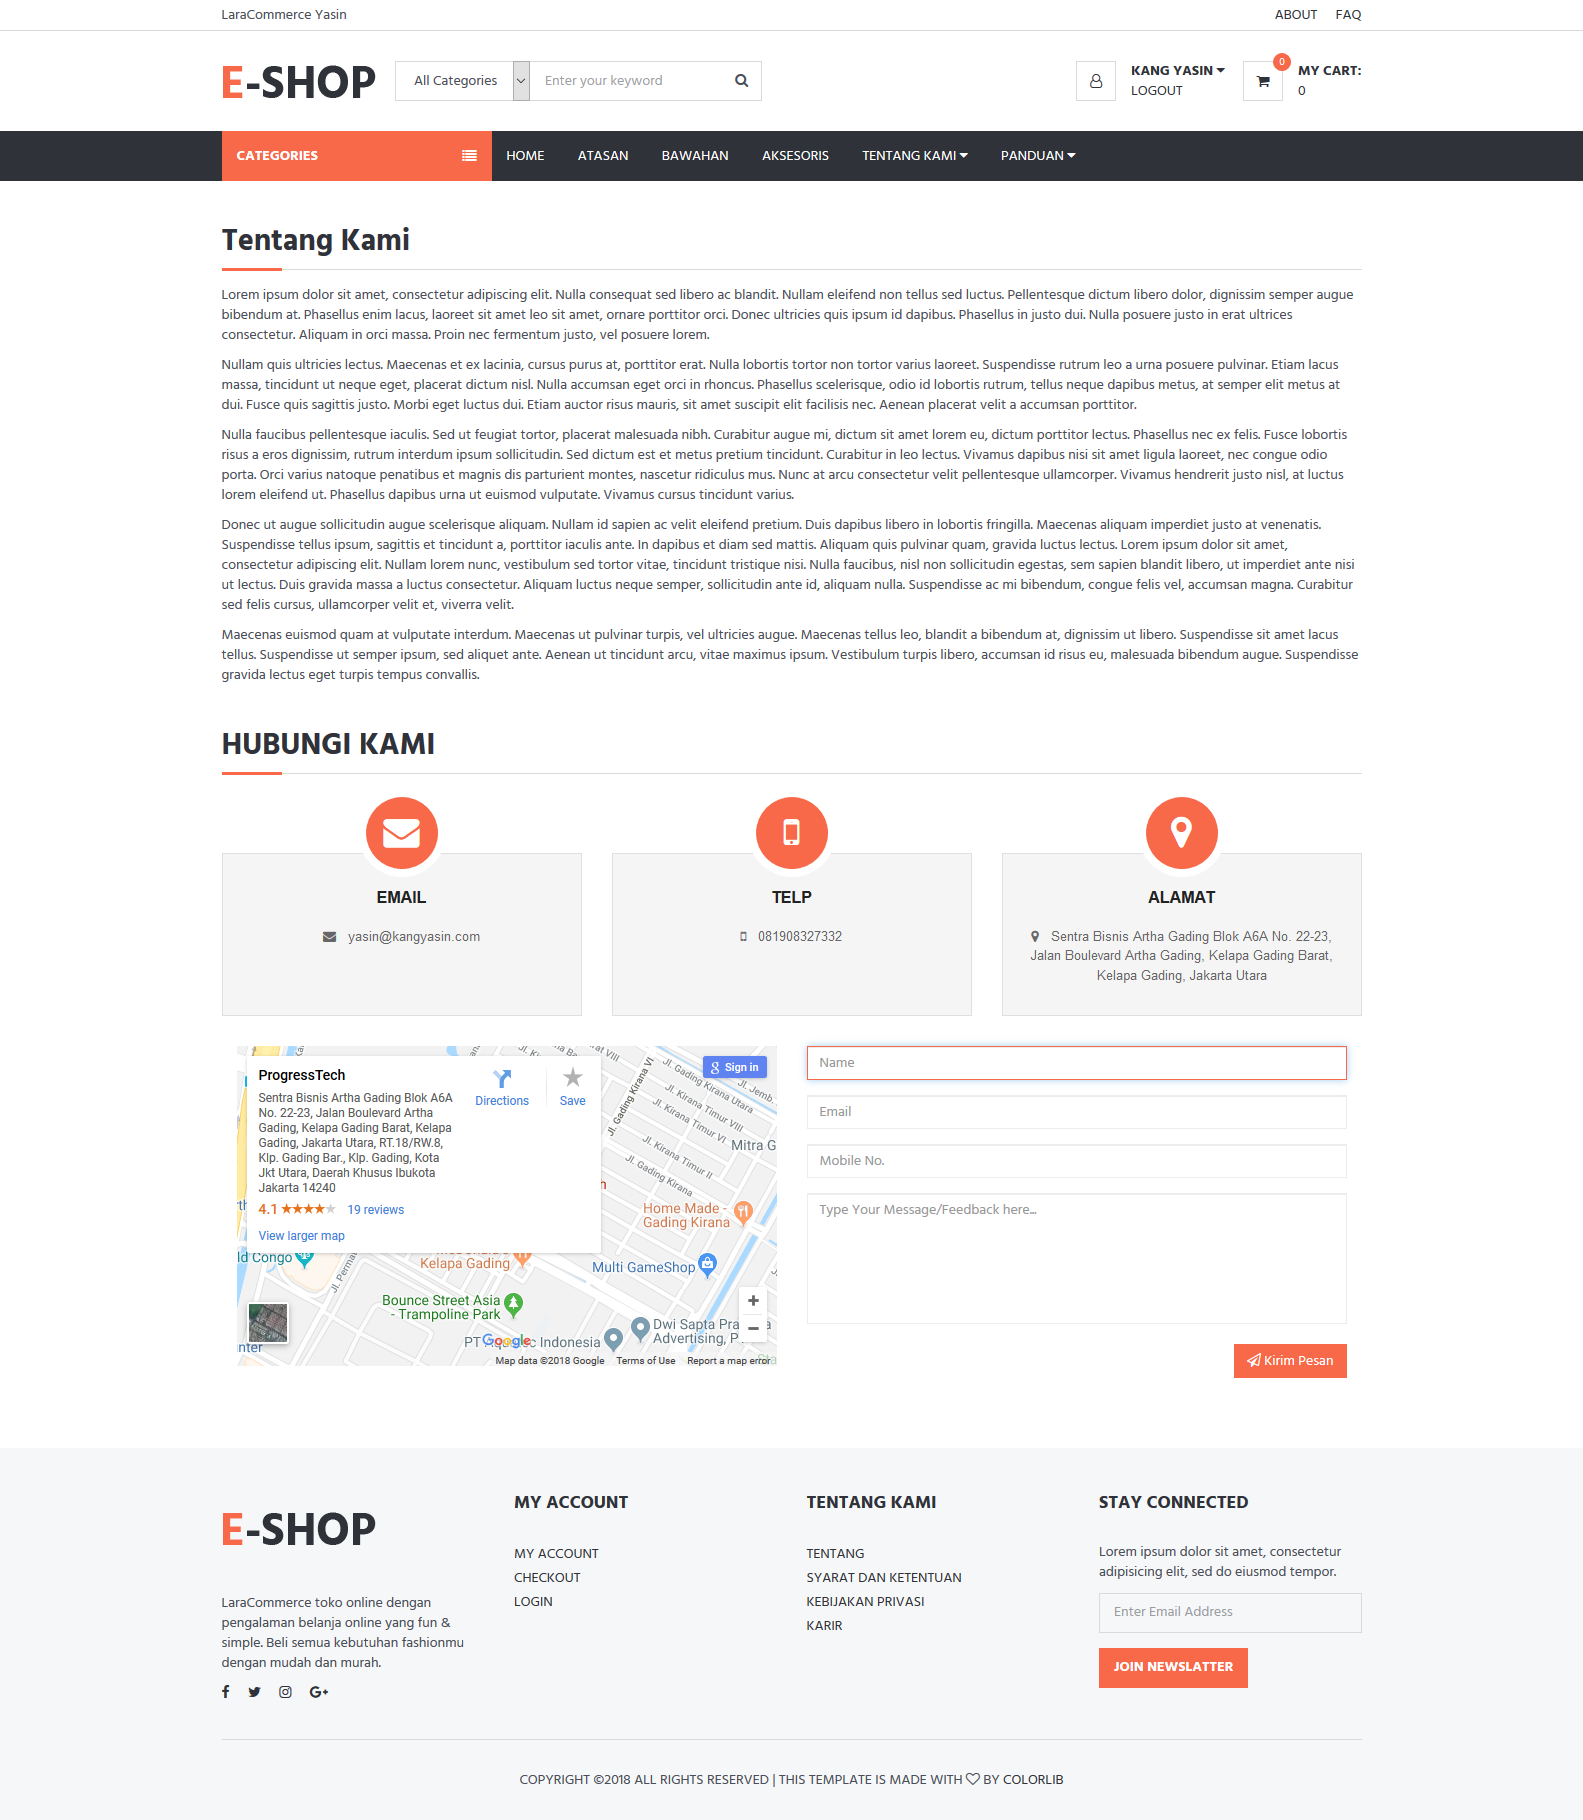 LaraCommerce Yasin
ABOUT
FAQ
E-SHOP
All Categories
Enter your keyword
KANG YASIN
LOGOUT
0
MY CART:
0
CATEGORIES
HOME
ATASAN
BAWAHAN
AKSESORIS
TENTANG KAMI
PANDUAN
Tentang Kami
Lorem ipsum dolor sit amet, consectetur adipiscing elit. Nulla consequat sed libero ac blandit. Nullam eleifend non tellus sed luctus. Pellentesque dictum libero dolor, dignissim semper augue
bibendum at. Phasellus enim lacus, laoreet sit amet leo sit amet, ornare porttitor orci. Donec ultricies quis ipsum id dapibus. Phasellus in justo dui. Nulla posuere justo in erat ultrices
consectetur. Aliquam in orci massa. Proin nec fermentum justo, vel posuere lorem.
Nullam quis ultricies lectus. Maecenas et ex lacinia, cursus purus at, porttitor erat. Nulla lobortis tortor non tortor varius laoreet. Suspendisse rutrum leo a urna posuere pulvinar. Etiam lacus
massa, tincidunt ut neque eget, placerat dictum nisl. Nulla accumsan eget orci in rhoncus. Phasellus scelerisque, odio id lobortis rutrum, tellus neque dapibus metus, at semper elit metus at
dui. Fusce quis sagittis justo. Morbi eget luctus dui. Etiam auctor risus mauris, sit amet suscipit elit facilisis nec. Aenean placerat velit a accumsan porttitor.
Nulla faucibus pellentesque iaculis. Sed ut feugiat tortor, placerat malesuada nibh. Curabitur augue mi, dictum sit amet lorem eu, dictum porttitor lectus. Phasellus nec ex felis. Fusce lobortis
risus a eros dignissim, rutrum interdum ipsum sollicitudin. Sed dictum est et metus pretium tincidunt. Curabitur in leo lectus. Vivamus dapibus nisi sit amet ligula laoreet, nec congue odio
porta. Orci varius natoque penatibus et magnis dis parturient montes, nascetur ridiculus mus. Nunc at arcu consectetur velit pellentesque ullamcorper. Vivamus hendrerit justo nisl, at luctus
lorem eleifend ut. Phasellus dapibus urna ut euismod vulputate. Vivamus cursus tincidunt varius.
Donec ut augue sollicitudin augue scelerisque aliquam. Nullam id sapien ac velit eleifend pretium. Duis dapibus libero in lobortis fringilla. Maecenas aliquam imperdiet justo at venenatis.
Suspendisse tellus ipsum, sagittis et tincidunt a, porttitor iaculis ante. In dapibus et diam sed mattis. Aliquam quis pulvinar quam, gravida luctus lectus. Lorem ipsum dolor sit amet,
consectetur adipiscing elit. Nullam lorem nunc, vestibulum sed tortor vitae, tincidunt tristique nisi. Nulla faucibus, nisl non sollicitudin egestas, sem sapien blandit libero, ut imperdiet ante nisi
ut lectus. Duis gravida massa a luctus consectetur. Aliquam luctus neque semper, sollicitudin ante id, aliquam nulla. Suspendisse ac mi bibendum, congue felis vel, accumsan magna. Curabitur
sed felis cursus, ullamcorper velit et, viverra velit.
Maecenas euismod quam at vulputate interdum. Maecenas ut pulvinar turpis, vel ultricies augue. Maecenas tellus leo, blandit a bibendum at, dignissim ut libero. Suspendisse sit amet lacus
tellus. Suspendisse ut semper ipsum, sed aliquet ante. Aenean ut tincidunt arcu, vitae maximus ipsum. Vestibulum turpis libero, accumsan id risus eu, malesuada bibendum augue. Suspendisse
gravida lectus eget turpis tempus convallis.
HUBUNGI KAMI
EMAIL
yasin@kangyasin.com
TELP
081908327332
ALAMAT
Sentra Bisnis Artha Gading Blok A6A No. 22-23,
Jalan Boulevard Artha Gading, Kelapa Gading Barat,
Kelapa Gading, Jakarta Utara
ProgressTech
Sentra Bisnis Artha Gading Blok A6A
No. 22-23, Jalan Boulevard Artha
Gading, Kelapa Gading Barat, Kelapa
Gading, Jakarta Utara, RT.18/RW.8,
Klp. Gading Bar., Klp. Gading, Kota
Jkt Utara, Daerah Khusus Ibukota
Jakarta 14240
4.1
19 reviews
View larger map
Directions
Save
Sign in
Jl. Gading Kirana VI
Jl. Gading Kirana Utara
Jl. Kirana Timur VIII
Jl. Kirana Timur VI
Jl. Kirana Timur II
Jl. Gading Kirana
Jl. Jemb.
Mitra G
Home Made -
Gading Kirana
ld Congo
Jl. Perma
Kelapa Gading
Multi GameShop
Bounce Street Asia
- Trampoline Park
Dwi Sapta Pra
Advertising, P
PT
Indonesia
Google
nter
Map data ©2018 Google
Terms of Use
Report a map error
Name
Email
Mobile No.
Type Your Message/Feedback here...
Kirim Pesan
E-SHOP
LaraCommerce toko online dengan
pengalaman belanja online yang fun &
simple. Beli semua kebutuhan fashionmu
dengan mudah dan murah.
MY ACCOUNT
MY ACCOUNT
CHECKOUT
LOGIN
TENTANG KAMI
TENTANG
SYARAT DAN KETENTUAN
KEBIJAKAN PRIVASI
KARIR
STAY CONNECTED
Lorem ipsum dolor sit amet, consectetur
adipisicing elit, sed do eiusmod tempor.
Enter Email Address
JOIN NEWSLATTER
COPYRIGHT ©2018 ALL RIGHTS RESERVED | THIS TEMPLATE IS MADE WITH BY COLORLIB